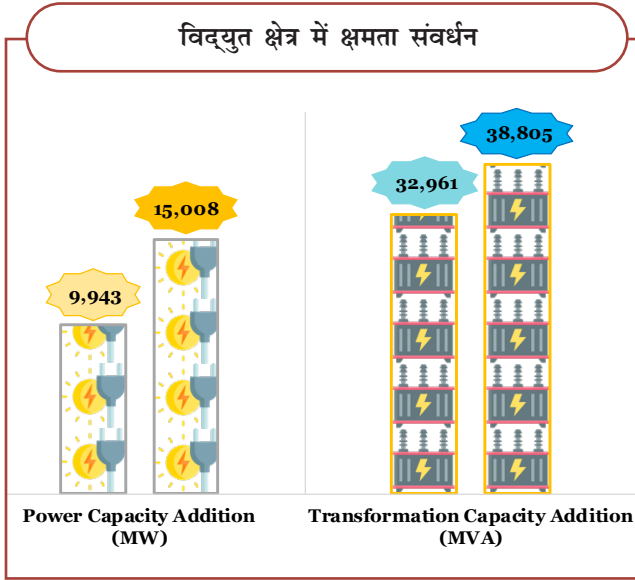 विद्युत क्षेत्र में क्षमता संवर्धन
9,943
15,008
32,961
38,805
Power Capacity Addition
(MW)
Transformation Capacity Addition
(MVA)